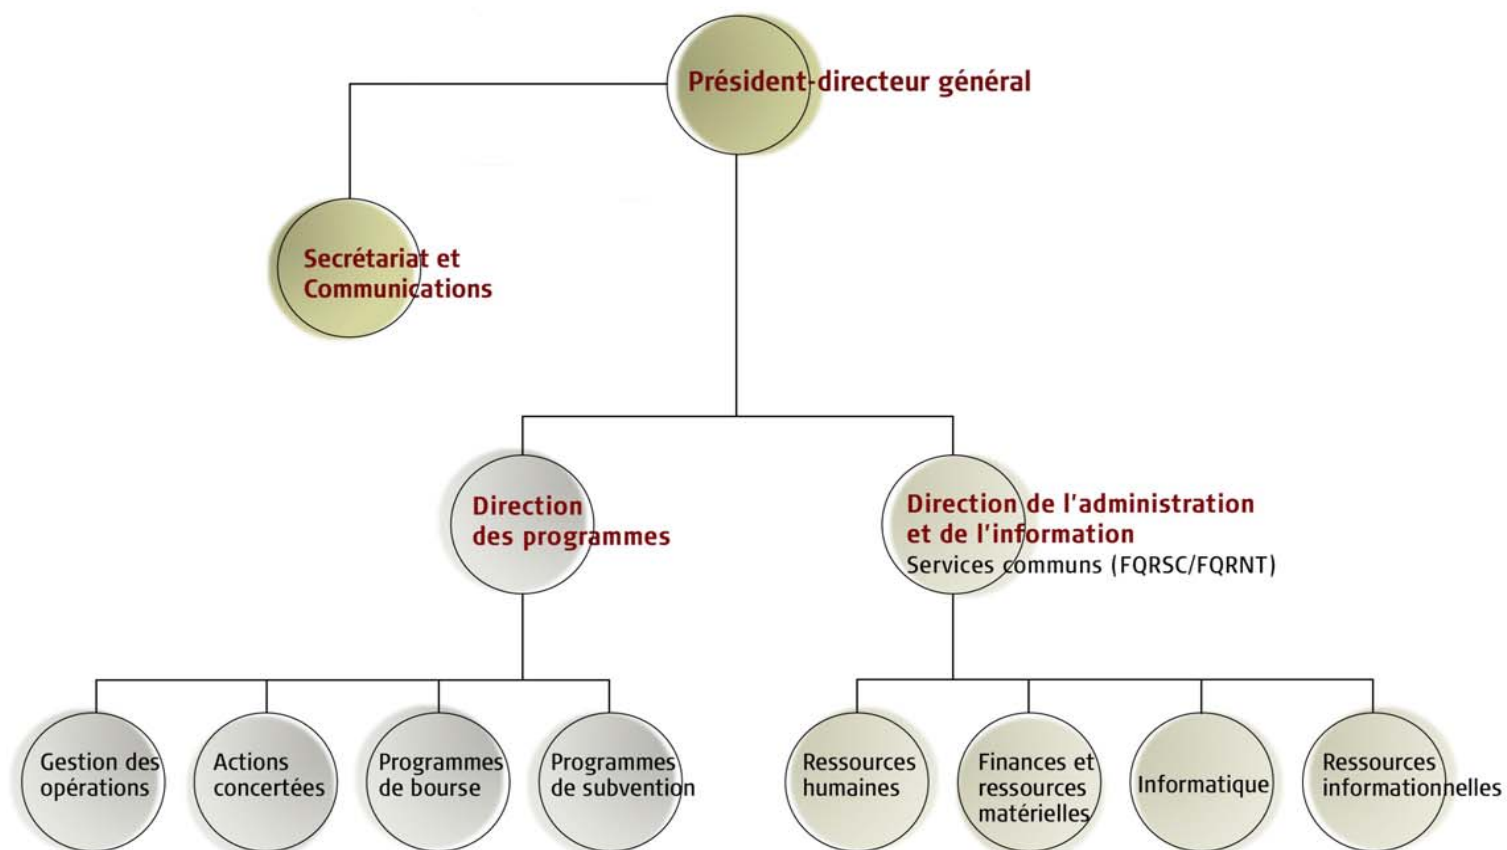 Président-directeur général
Secrétariat et
Communications
Direction
des programmes
Direction de l'administration
et de l'information
Services communs (FQRSC/FQRNT)
Gestion des
opérations
Actions
concertées
Programmes
de bourse
Programmes
de subvention
Ressources
humaines
Finances et
ressources
matérielles
Informatique
Ressources
informationnelles